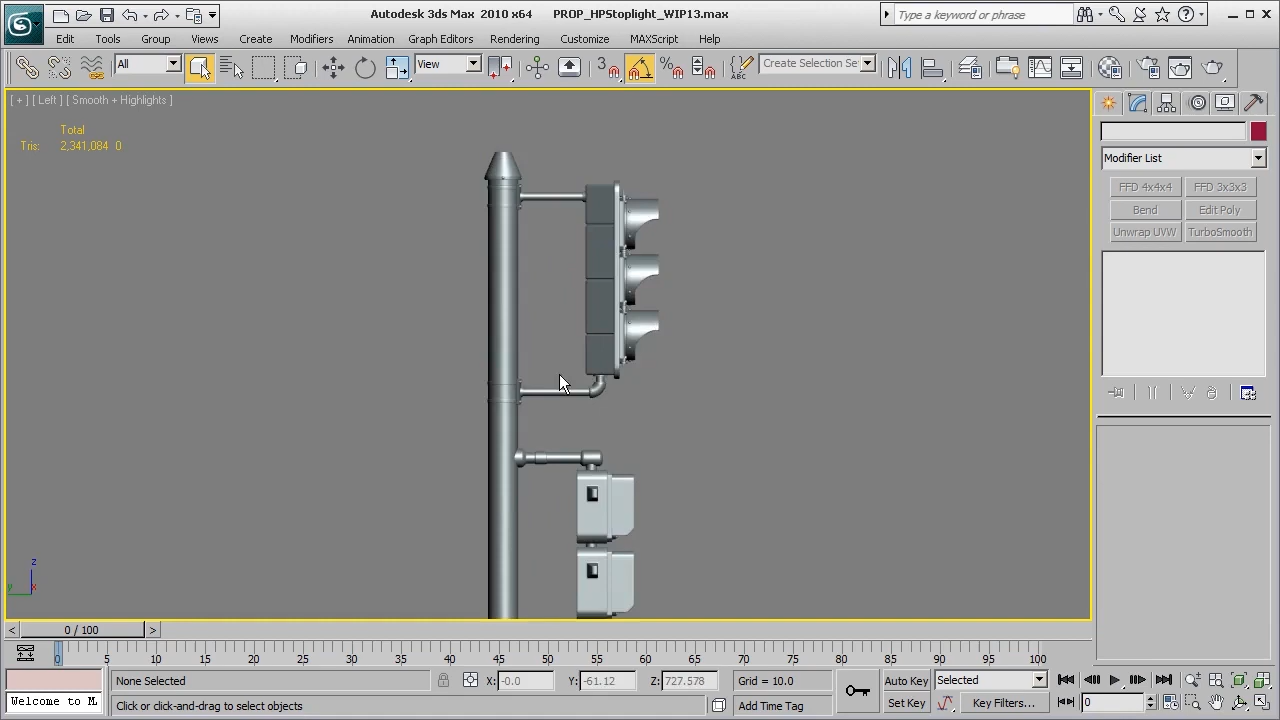 Autodesk 3ds Max 2010 x64 PROP_HPStoplight_WIP13.max
Type a keyword or phrase
Edit Tools Group Views Create Modifiers Animation Graph Editors Rendering Customize MAXScript Help
All View 3 Create Selection Se
[ + ] [ Left ] [ Smooth + Highlights ]
Total
Tris: 2,341,084 0
Modifier List
FFD 4x4x4 FFD 3x3x3
Bend Edit Poly
Unwrap UVW TurboSmooth
z
y x
< 0 / 100 >
0 5 10 15 20 25 30 35 40 45 50 55 60 65 70 75 80 85 90 95 100
None Selected X: -0.0 Y: -61.12 Z: 727.578 Grid = 10.0 Auto Key Selected
Welcome to M Click or click-and-drag to select objects Add Time Tag Set Key Key Filters... 0